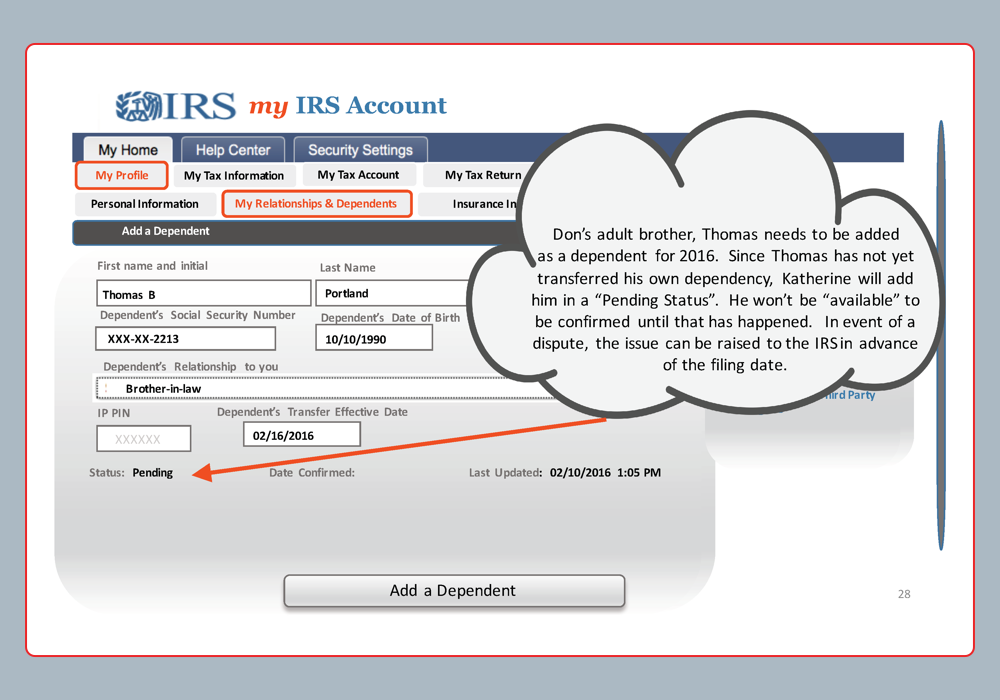 IRS my IRS Account
My Home Help Center Security Settings
My Profile My Tax Information My Tax Account My Tax Return
Personal Information My Relationships & Dependents Insurance In
Add a Dependent
First name and initial Last Name
Thomas B Portland
Dependent's Social Security Number Dependent's Date of Birth
XXX-XX-2213 10/10/1990
Dependent's Relationship to you
Brother-in-law
IP PIN Dependent's Transfer Effective Date
XXXXXX 02/16/2016
Status: Pending Date Confirmed: Last Updated: 02/10/2016 1:05 PM
Add a Dependent
Don's adult brother, Thomas needs to be added
as a dependent for 2016. Since Thomas has not yet
transferred his own dependency, Katherine will add
him in a "Pending Status". He won't be "available" to
be confirmed until that has happened. In event of a
dispute, the issue can be raised to the IRS in advance
of the filing date.
hird Party
28